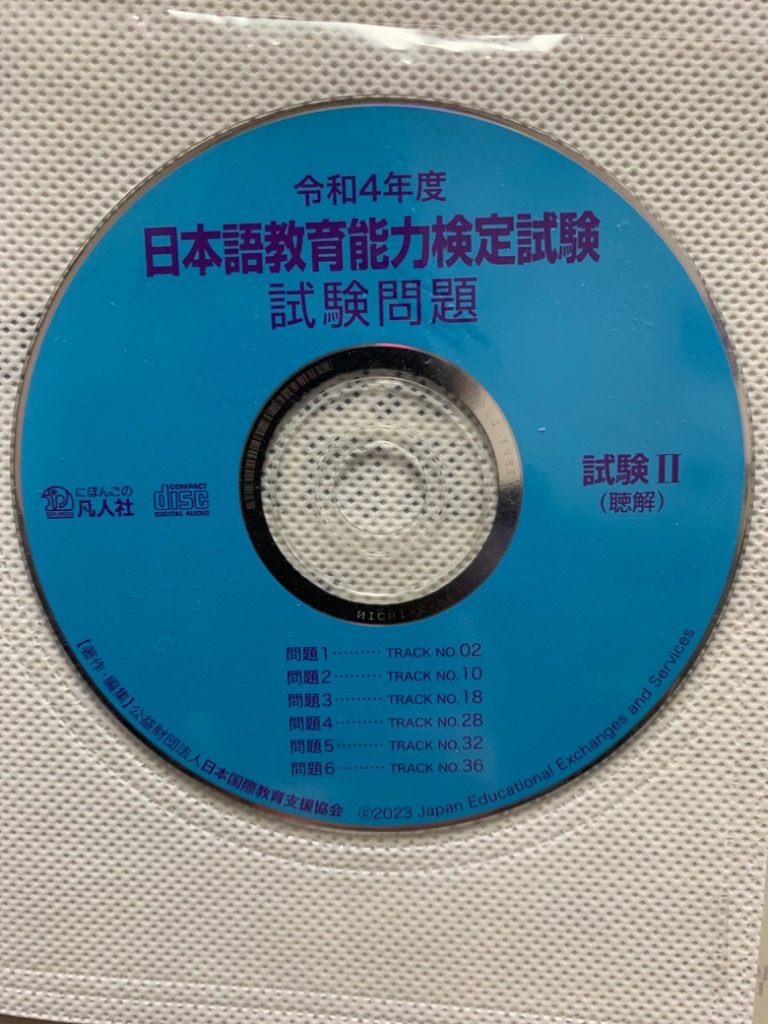 令和4年度
日本語教育能力検定試験
試験問題
にほんごの
凡人社
COMPACT
disc
DIGITAL AUDIO
試験Ⅱ
(聴解)
問題1……… TRACK NO.02
問題2……… TRACK NO.10
問題3……… TRACK NO.18
問題4……… TRACK NO.28
問題5……… TRACK NO.32
問題6……… TRACK NO.36
【著作・編集】公益財団法人日本国際教育支援協会
©2023 Japan Educational Exchanges and Services